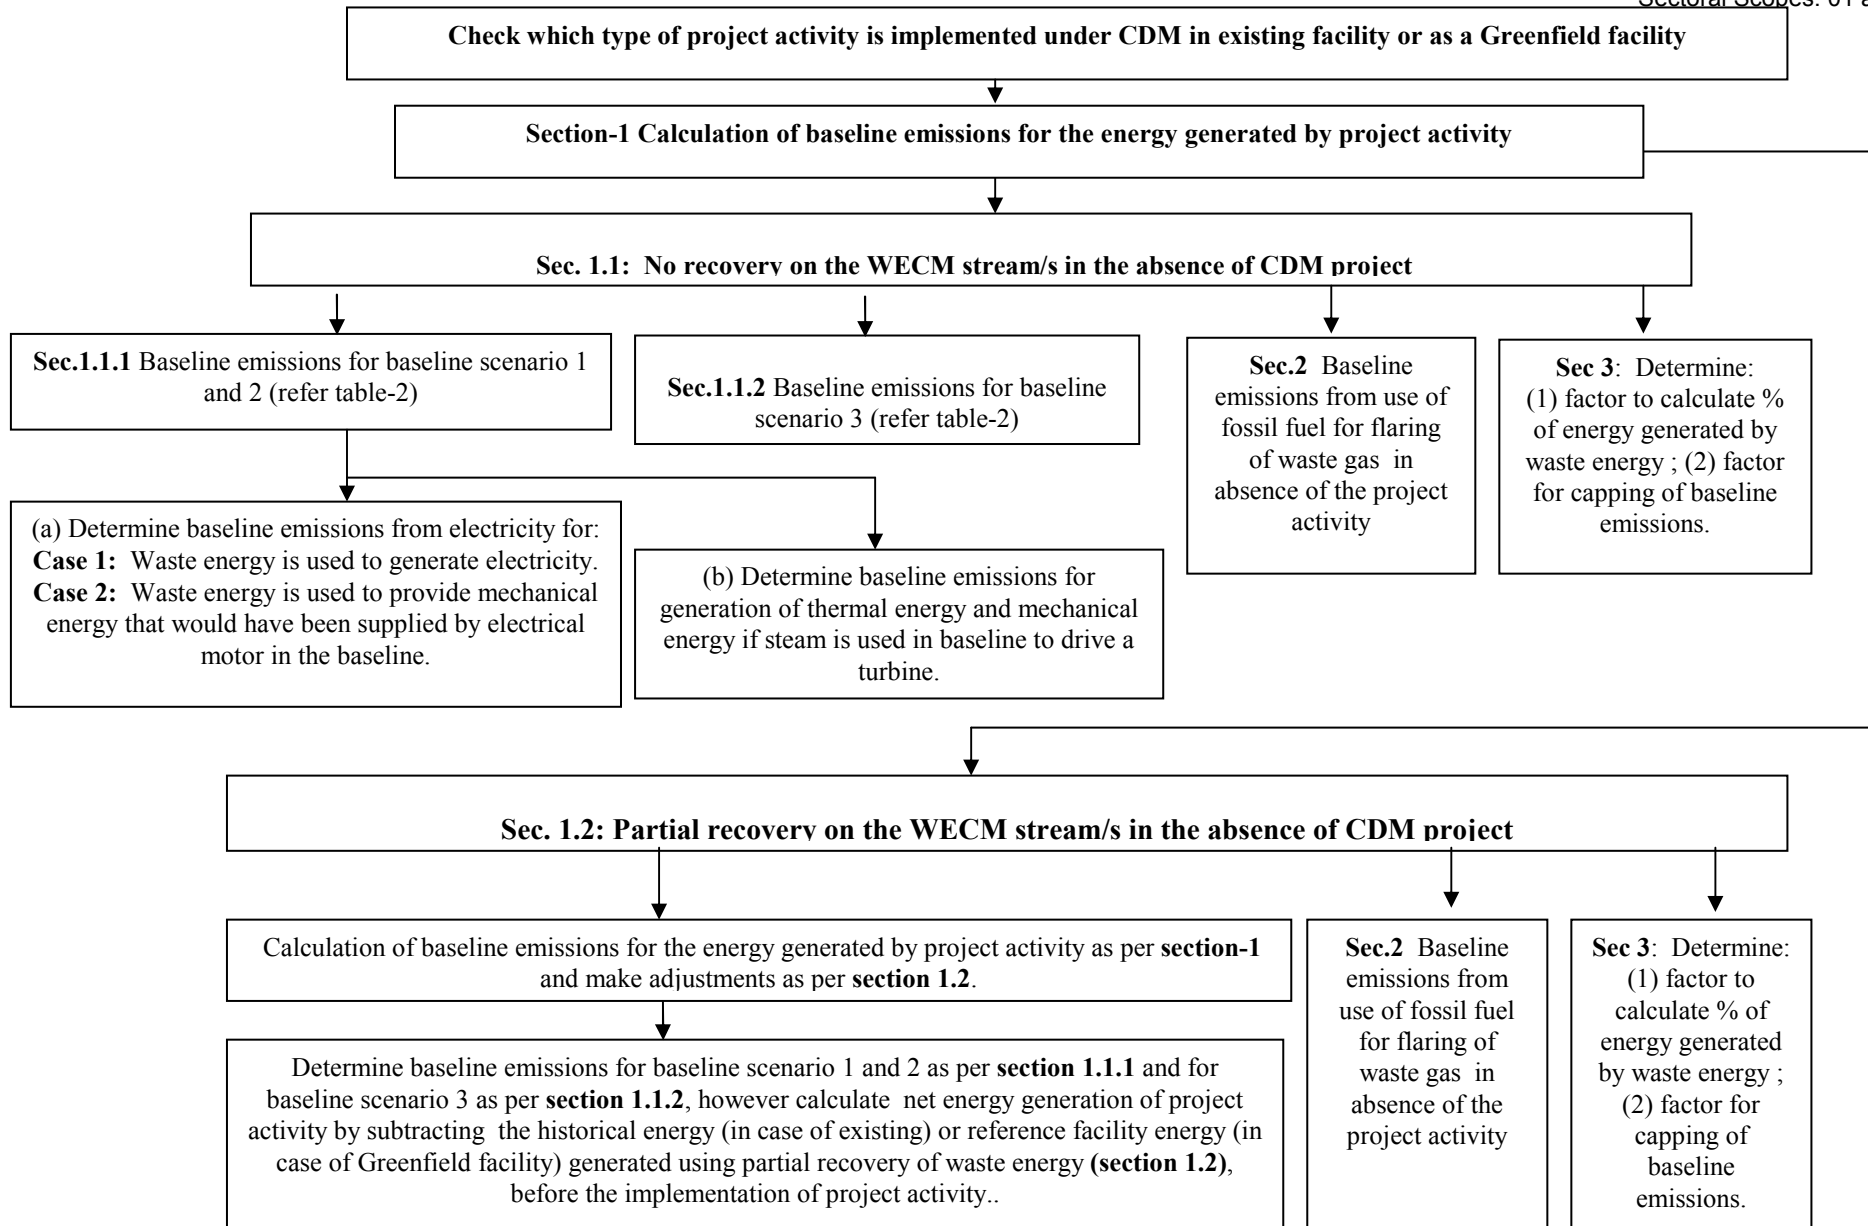 Sectoral Scopes: 01 a
Check which type of project activity is implemented under CDM in existing facility or as a Greenfield facility
Section-1 Calculation of baseline emissions for the energy generated by project activity
Sec. 1.1: No recovery on the WECM stream/s in the absence of CDM project
Sec.1.1.1 Baseline emissions for baseline scenario 1
and 2 (refer table-2)
Sec.1.1.2 Baseline emissions for baseline
scenario 3 (refer table-2)
Sec.2 Baseline
emissions from use of
fossil fuel for flaring
of waste gas in
absence of the project
activity
Sec 3: Determine:
(1) factor to calculate %
of energy generated by
waste energy ; (2) factor
for capping of baseline
emissions.
(a) Determine baseline emissions from electricity for:
Case 1: Waste energy is used to generate electricity.
Case 2: Waste energy is used to provide mechanical
energy that would have been supplied by electrical
motor in the baseline.
(b) Determine baseline emissions for
generation of thermal energy and mechanical
energy if steam is used in baseline to drive a
turbine.
Sec. 1.2: Partial recovery on the WECM stream/s in the absence of CDM project
Calculation of baseline emissions for the energy generated by project activity as per section-1
and make adjustments as per section 1.2.
Determine baseline emissions for baseline scenario 1 and 2 as per section 1.1.1 and for
baseline scenario 3 as per section 1.1.2, however calculate net energy generation of project
activity by subtracting the historical energy (in case of existing) or reference facility energy (in
case of Greenfield facility) generated using partial recovery of waste energy (section 1.2),
before the implementation of project activity..
Sec.2 Baseline
emissions from
use of fossil fuel
for flaring of
waste gas in
absence of the
project activity
Sec 3: Determine:
(1) factor to
calculate % of
energy generated
by waste energy ;
(2) factor for
capping of
baseline
emissions.